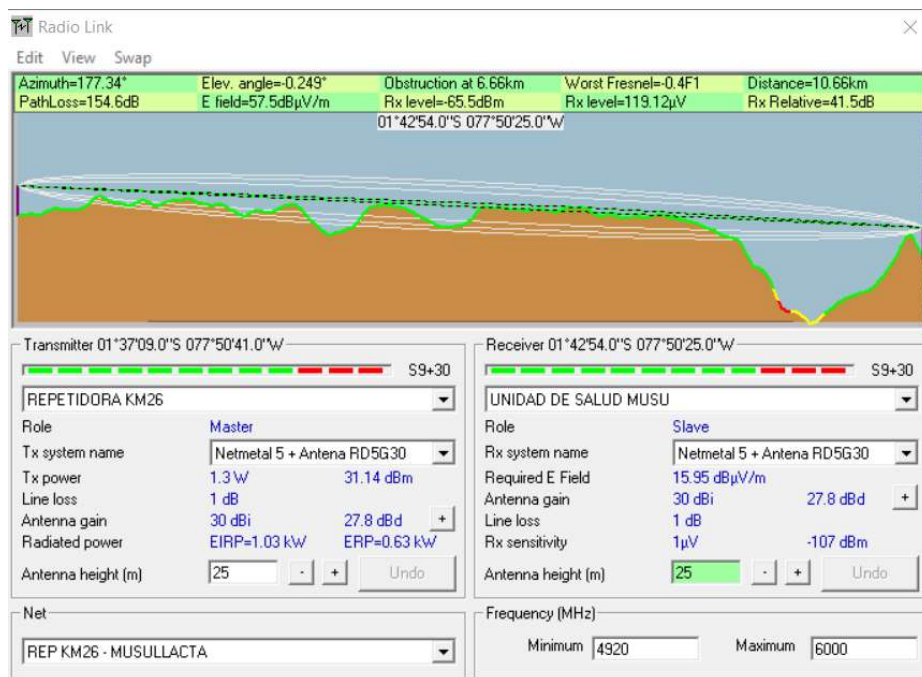 Radio Link
Edit View Swap
Azimuth=177.34° Elev. angle=-0.249° Obstruction at 6.66km Worst Fresnel=-0.4F1 Distance=10.66km
PathLoss=154.6dB E field=57.5dBµV/m Rx level=-65.5dBm Rx level=119.12µV Rx Relative=41.5dB
01°42'54.0"S 077°50'25.0"W
Transmitter 01°37'09.0"S 077°50'41.0"W
S9+30
REPETIDORA KM26
Role Master
Tx system name Netmetal 5 + Antena RD5G30
Tx power 1.3 W 31.14 dBm
Line loss 1 dB
Antenna gain 30 dBi 27.8 dBd +
Radiated power EIRP=1.03 kW ERP=0.63 kW
Antenna height (m) 25 - + Undo
Receiver 01°42'54.0"S 077°50'25.0"W
S9+30
UNIDAD DE SALUD MUSU
Role Slave
Rx system name Netmetal 5 + Antena RD5G30
Required E Field 15.95 dBµV/m
Antenna gain 30 dBi 27.8 dBd +
Line loss 1 dB
Rx sensitivity 1µV -107 dBm
Antenna height (m) 25 - + Undo
Net
REP KM26 - MUSULLACTA
Frequency (MHz)
Minimum 4920 Maximum 6000